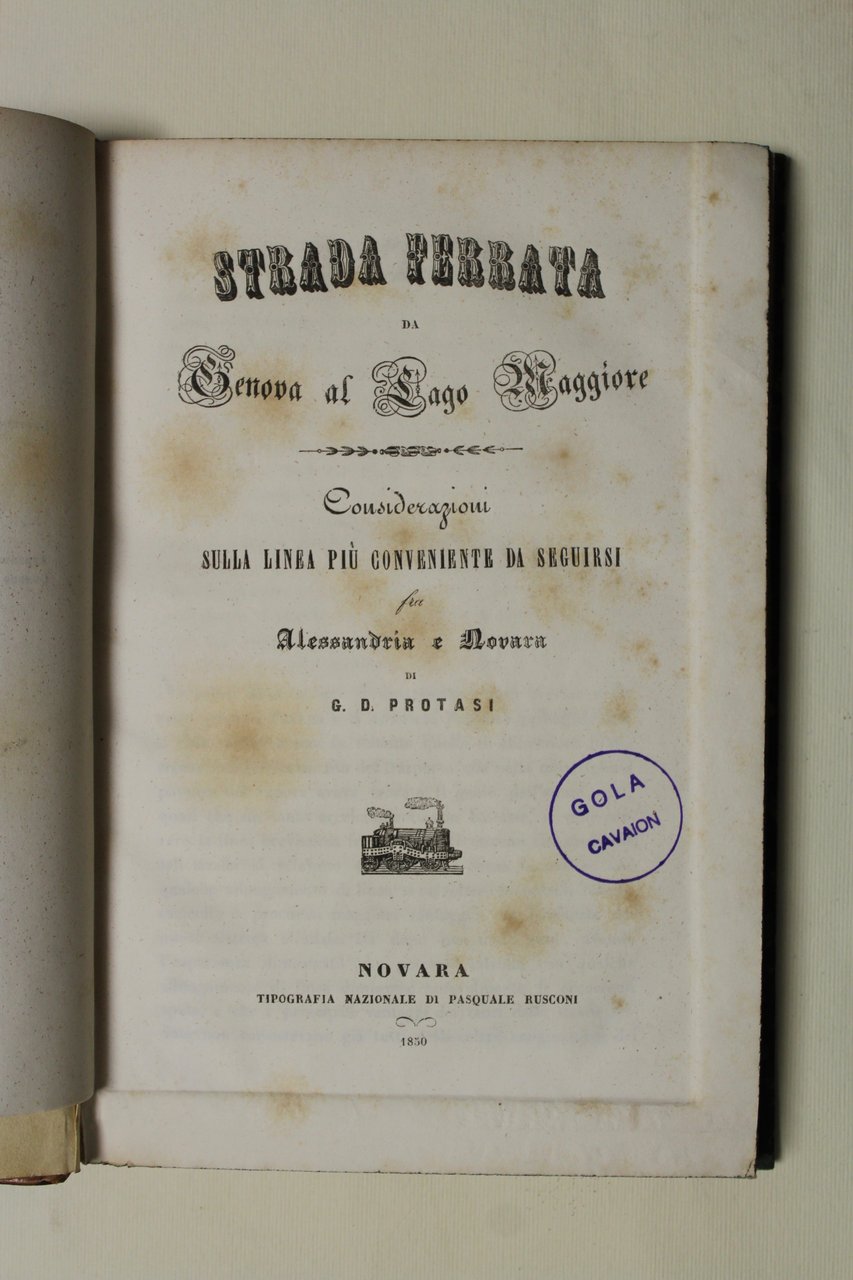 STRADA FERRATA
DA
Genova al Lago Maggiore
Considerazioni
SULLA LINEA PIÙ CONVENIENTE DA SEGUIRSI
fra
Alessandria e Novara
DI
G. D. PROTASI
GOLA
CAVAION
NOVARA
TIPOGRAFIA NAZIONALE DI PASQUALE RUSCONI
1850